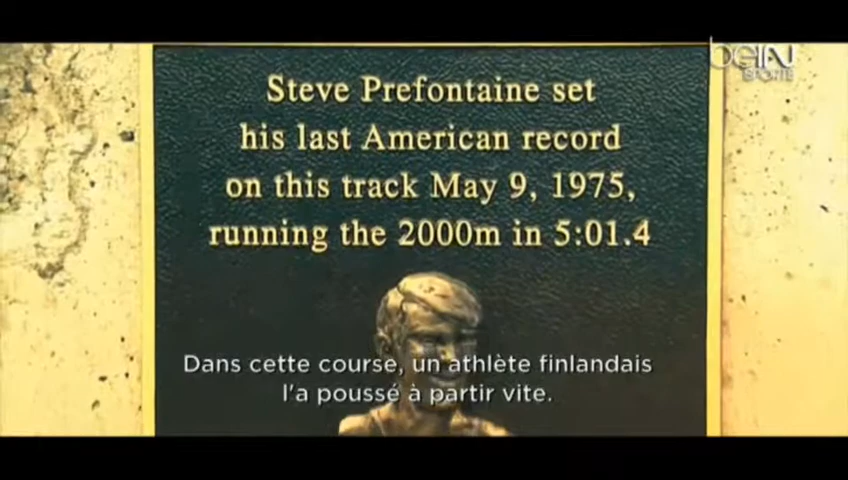 beIN
SPORTS
Steve Prefontaine set
his last American record
on this track May 9, 1975,
running the 2000m in 5:01.4
Dans cette course, un athlète finlandais
l'a poussé à partir vite.